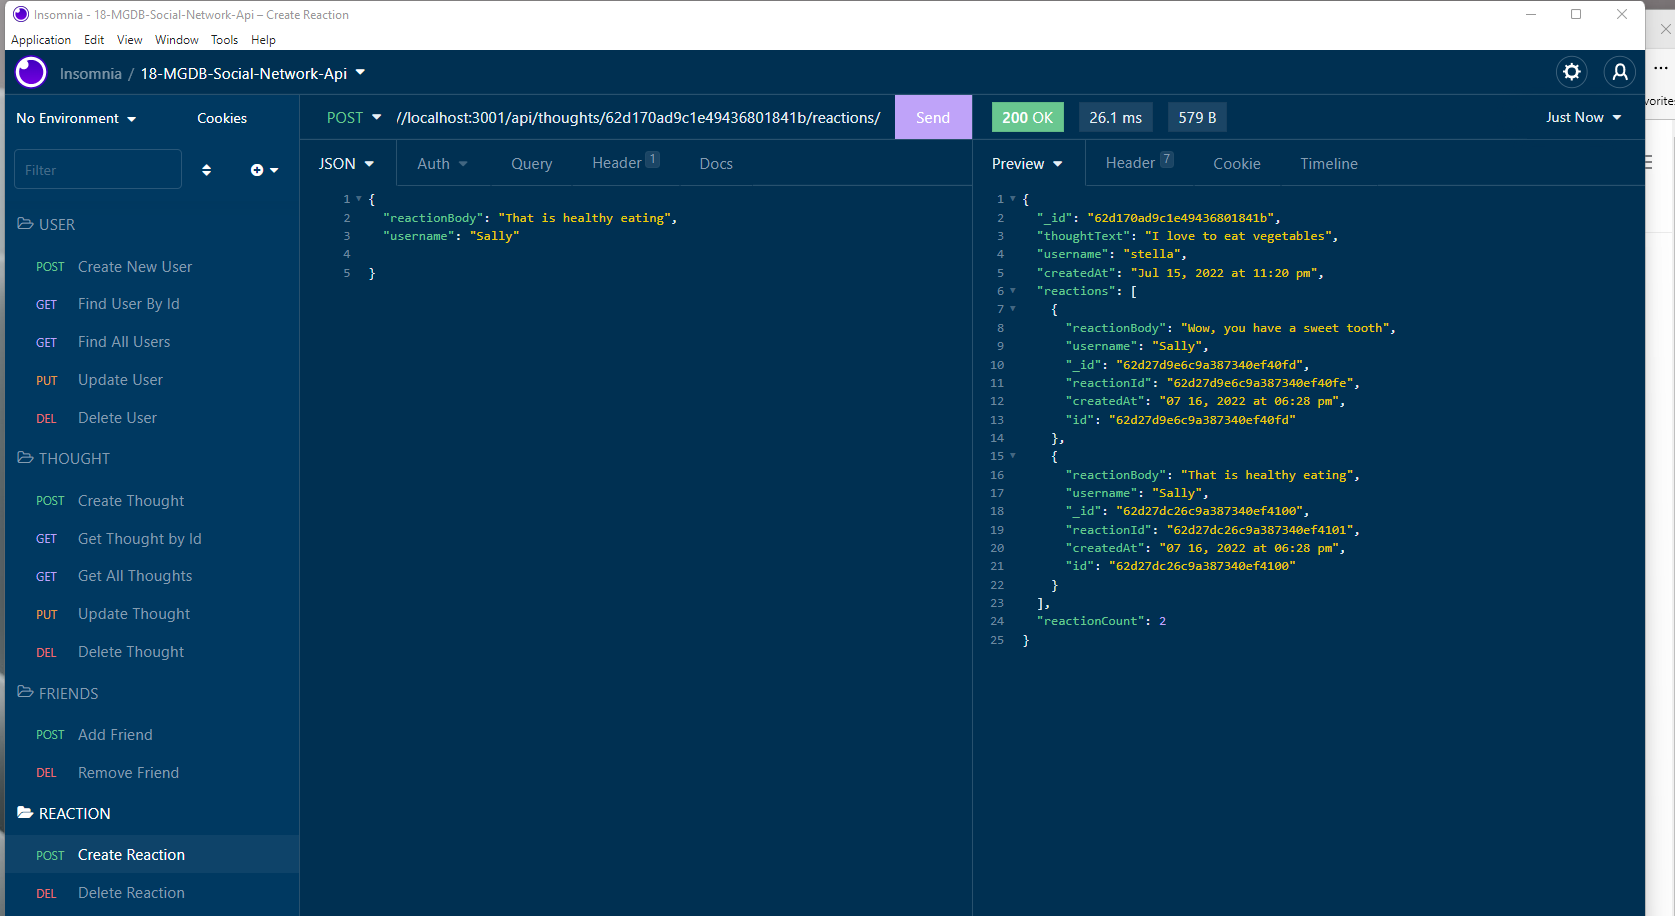 Insomnia - 18-MGDB-Social-Network-Api – Create Reaction
Application Edit View Window Tools Help
Insomnia / 18-MGDB-Social-Network-Api
No Environment Cookies
Filter
USER
POST Create New User
GET Find User By Id
GET Find All Users
PUT Update User
DEL Delete User
THOUGHT
POST Create Thought
GET Get Thought by Id
GET Get All Thoughts
PUT Update Thought
DEL Delete Thought
FRIENDS
POST Add Friend
DEL Remove Friend
REACTION
POST Create Reaction
DEL Delete Reaction
POST //localhost:3001/api/thoughts/62d170ad9c1e49436801841b/reactions/ Send
JSON Auth Query Header 1 Docs
1 {
2 "reactionBody": "That is healthy eating",
3 "username": "Sally"
4
5 }
200 OK 26.1 ms 579 B Just Now
Preview Header 7 Cookie Timeline
1 {
2 "_id": "62d170ad9c1e49436801841b",
3 "thoughtText": "I love to eat vegetables",
4 "username": "stella",
5 "createdAt": "Jul 15, 2022 at 11:20 pm",
6 "reactions": [
7 {
8 "reactionBody": "Wow, you have a sweet tooth",
9 "username": "Sally",
10 "_id": "62d27d9e6c9a387340ef40fd",
11 "reactionId": "62d27d9e6c9a387340ef40fe",
12 "createdAt": "07 16, 2022 at 06:28 pm",
13 "id": "62d27d9e6c9a387340ef40fd"
14 },
15 {
16 "reactionBody": "That is healthy eating",
17 "username": "Sally",
18 "_id": "62d27dc26c9a387340ef4100",
19 "reactionId": "62d27dc26c9a387340ef4101",
20 "createdAt": "07 16, 2022 at 06:28 pm",
21 "id": "62d27dc26c9a387340ef4100"
22 }
23 ],
24 "reactionCount": 2
25 }
vorite